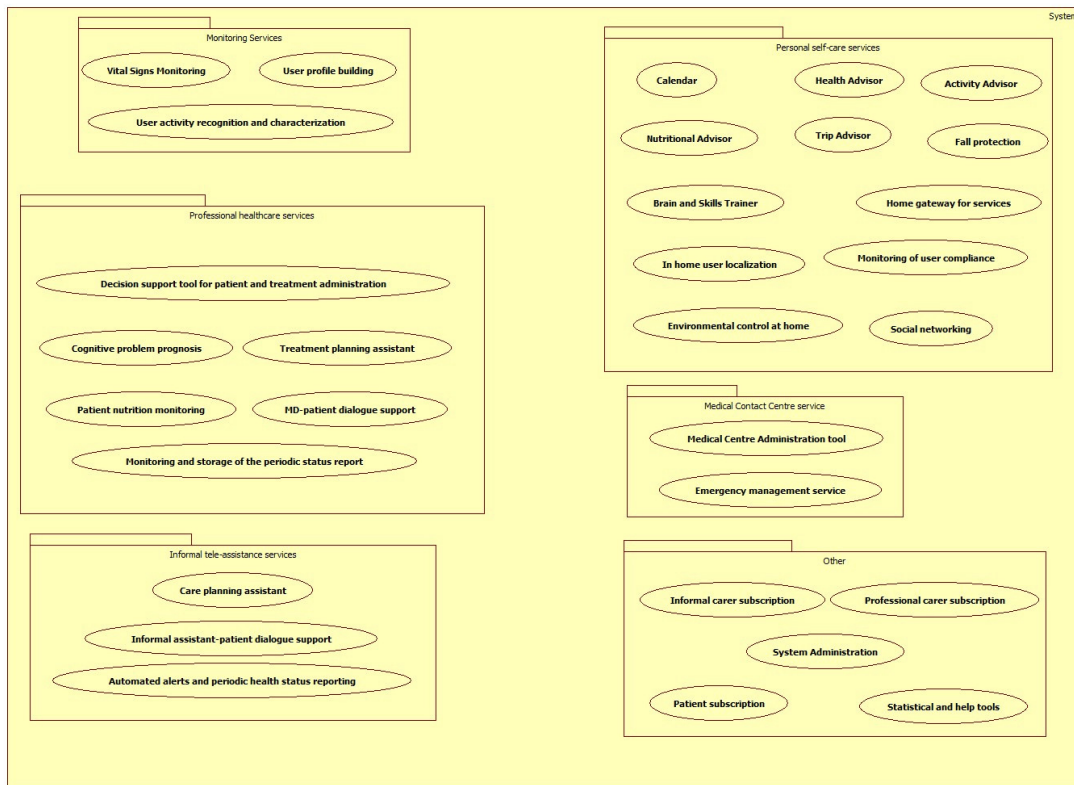 System
Monitoring Services
Vital Signs Monitoring
User profile building
User activity recognition and characterization
Professional healthcare services
Decision support tool for patient and treatment administration
Cognitive problem prognosis
Treatment planning assistant
Patient nutrition monitoring
MD-patient dialogue support
Monitoring and storage of the periodic status report
Informal tele-assistance services
Care planning assistant
Informal assistant-patient dialogue support
Automated alerts and periodic health status reporting
Personal self-care services
Calendar
Health Advisor
Activity Advisor
Nutritional Advisor
Trip Advisor
Fall protection
Brain and Skills Trainer
Home gateway for services
In home user localization
Monitoring of user compliance
Environmental control at home
Social networking
Medical Contact Centre service
Medical Centre Administration tool
Emergency management service
Other
Informal carer subscription
Professional carer subscription
System Administration
Patient subscription
Statistical and help tools